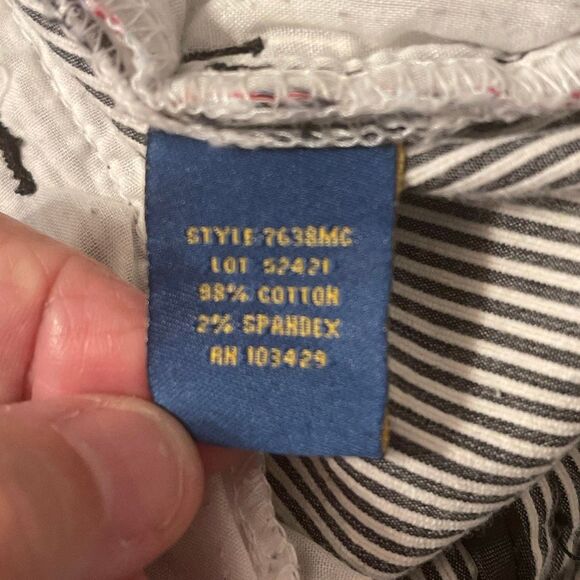 STYLE 7638MC
LOT 52421
98% COTTON
2% SPANDEX
RN 103429